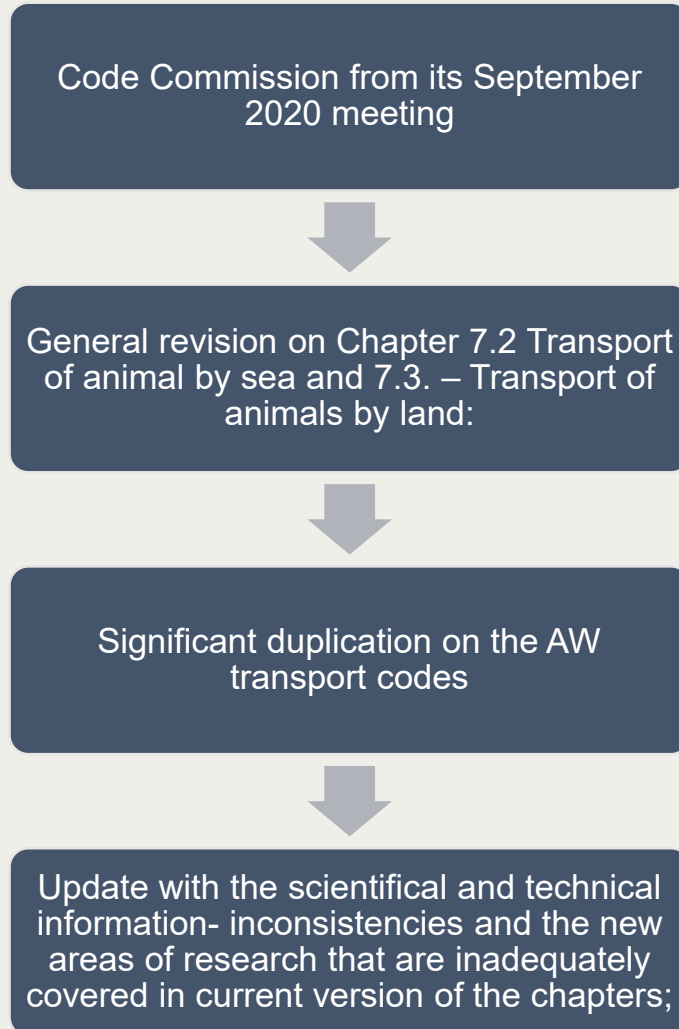 Code Commission from its September
2020 meeting
General revision on Chapter 7.2 Transport
of animal by sea and 7.3. – Transport of
animals by land:
Significant duplication on the AW
transport codes
Update with the scientifical and technical
information- inconsistencies and the new
areas of research that are inadequately
covered in current version of the chapters;